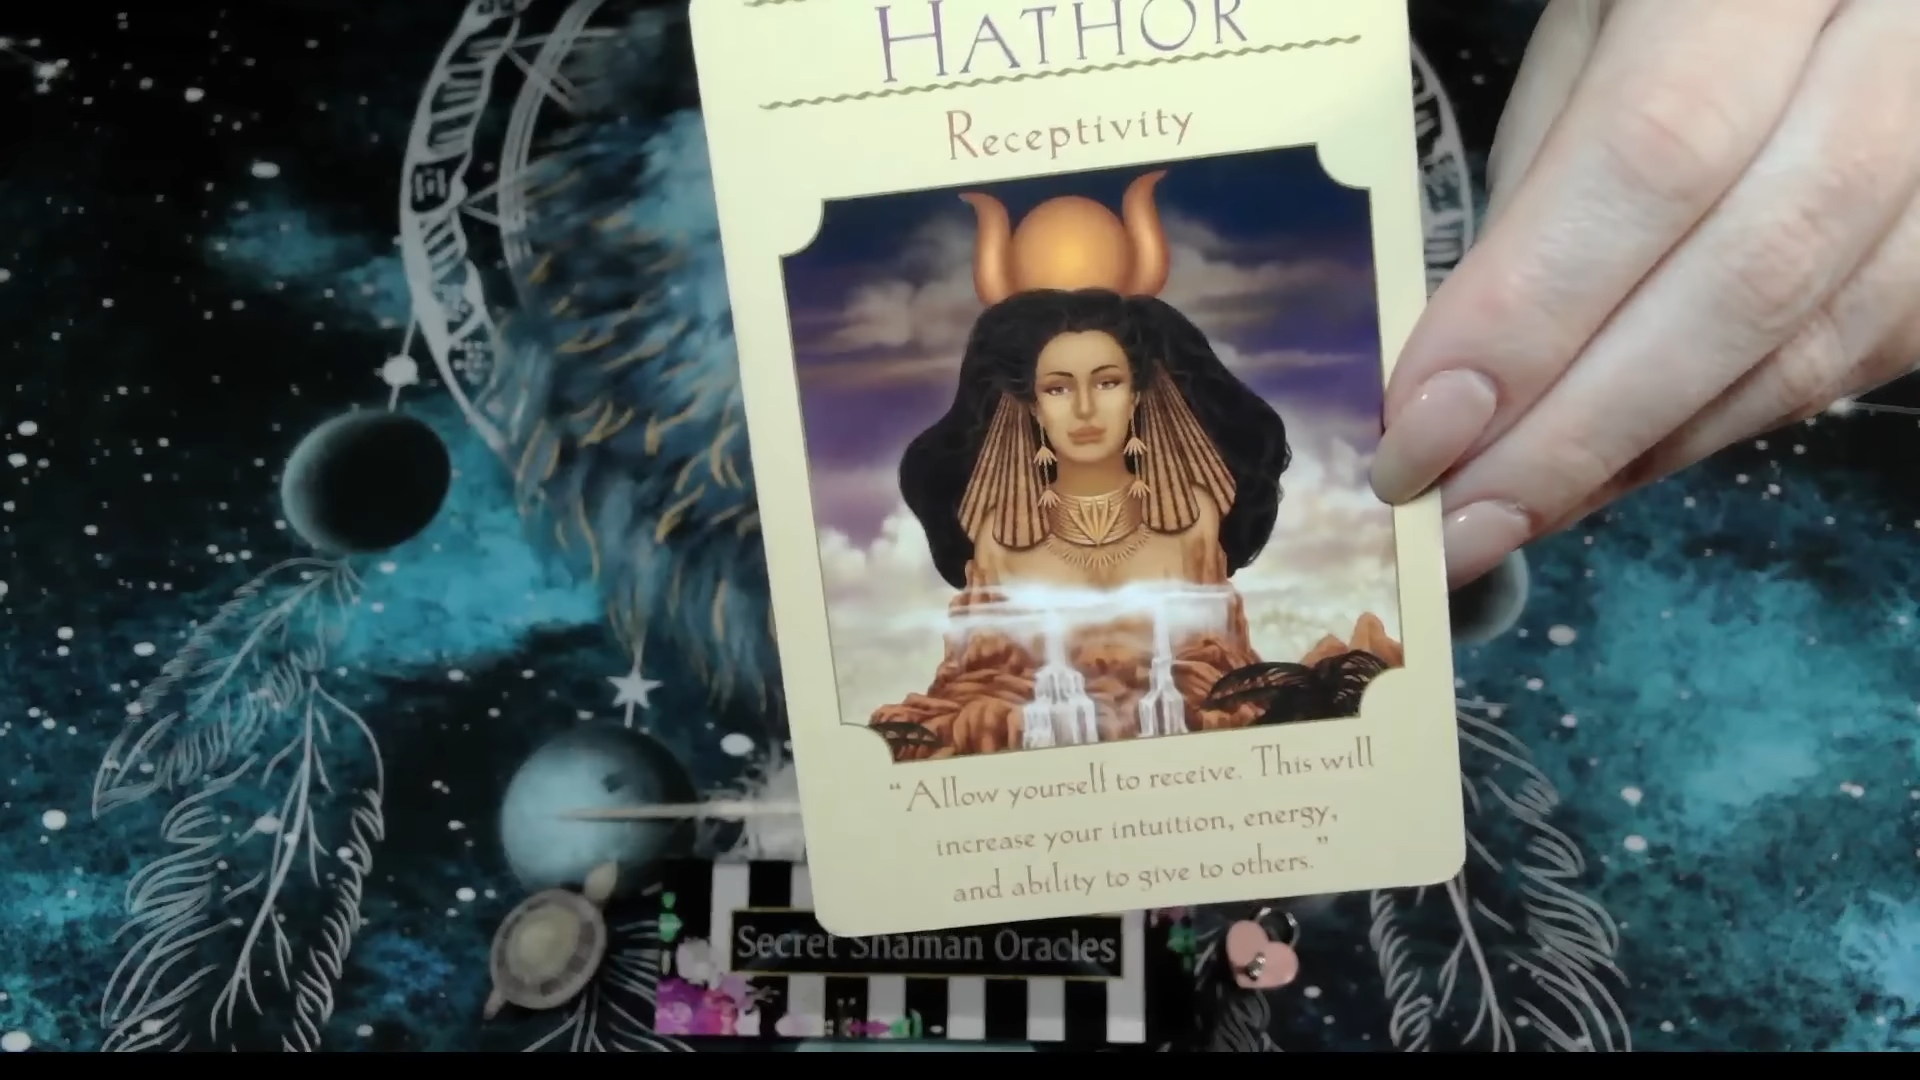 HATHOR
Receptivity
“Allow yourself to receive. This will
increase your intuition, energy,
and ability to give to others.”
Secret Shaman Oracles